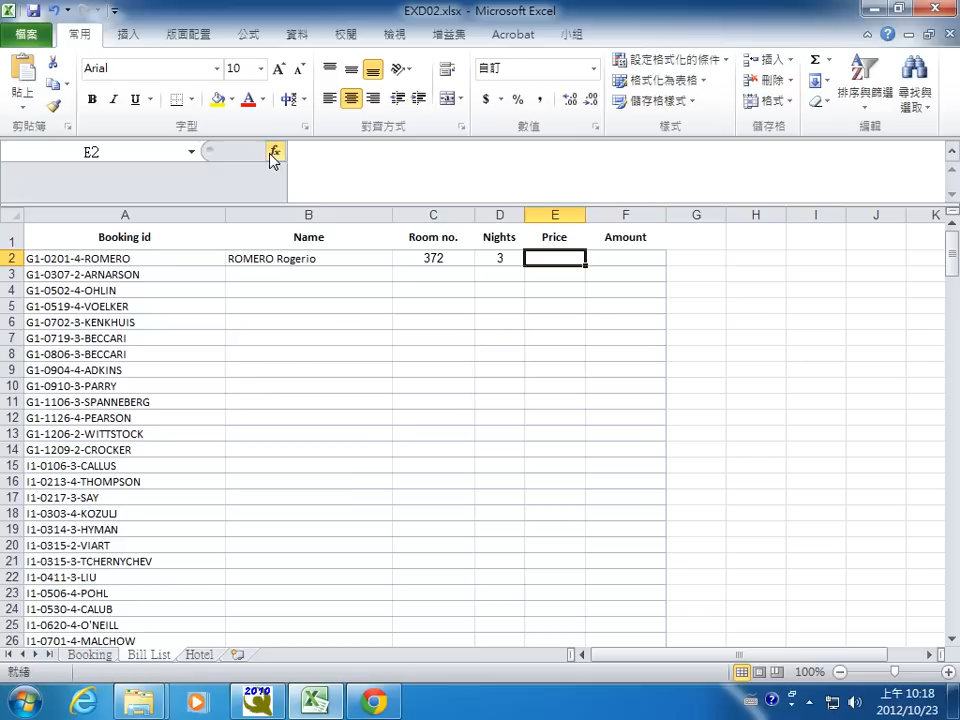 EXD02.xlsx - Microsoft Excel
檔案 常用 插入 版面配置 公式 資料 校閱 檢視 增益集 Acrobat 小組
貼上 Arial 10 自訂 設定格式化的條件 格式化為表格 儲存格樣式 插入 刪除 格式 排序與篩選 尋找與選取
剪貼簿 字型 對齊方式 數值 樣式 儲存格 編輯
E2 fx
A B C D E F G H I J K
1 Booking id Name Room no. Nights Price Amount
2 G1-0201-4-ROMERO ROMERO Rogerio 372 3
3 G1-0307-2-ARNARSON
4 G1-0502-4-OHLIN
5 G1-0519-4-VOELKER
6 G1-0702-3-KENKHUIS
7 G1-0719-3-BECCARI
8 G1-0806-3-BECCARI
9 G1-0904-4-ADKINS
10 G1-0910-3-PARRY
11 G1-1106-3-SPANNEBERG
12 G1-1126-4-PEARSON
13 G1-1206-2-WITTSTOCK
14 G1-1209-2-CROCKER
15 I1-0106-3-CALLUS
16 I1-0213-4-THOMPSON
17 I1-0217-3-SAY
18 I1-0303-4-KOZULJ
19 I1-0314-3-HYMAN
20 I1-0315-2-VIART
21 I1-0315-3-TCHERNYCHEV
22 I1-0411-3-LIU
23 I1-0506-4-POHL
24 I1-0530-4-CALUB
25 I1-0620-4-O'NEILL
26 I1-0701-4-MALCHOW
Booking Bill List Hotel
就緒 100%
2010 上午 10:18
2012/10/23